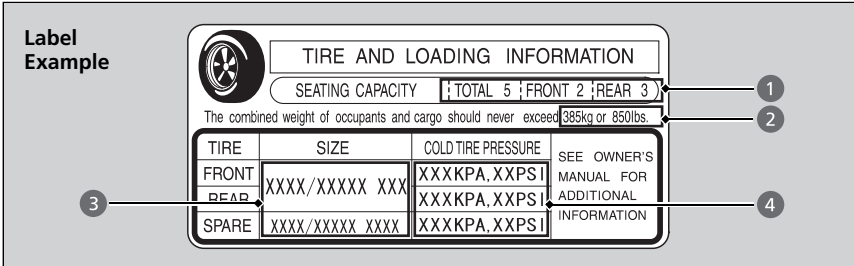 Label
Example
TIRE AND LOADING INFORMATION
SEATING CAPACITY TOTAL 5 FRONT 2 REAR 3
1
The combined weight of occupants and cargo should never exceed 385kg or 850lbs.
2
TIRE SIZE COLD TIRE PRESSURE
SEE OWNER'S
MANUAL FOR
ADDITIONAL
INFORMATION
FRONT XXXX/XXXXX XXX XXXKPA,XXPSI
REAR XXXKPA,XXPSI
SPARE XXXX/XXXXX XXXX XXXKPA,XXPSI
3
4